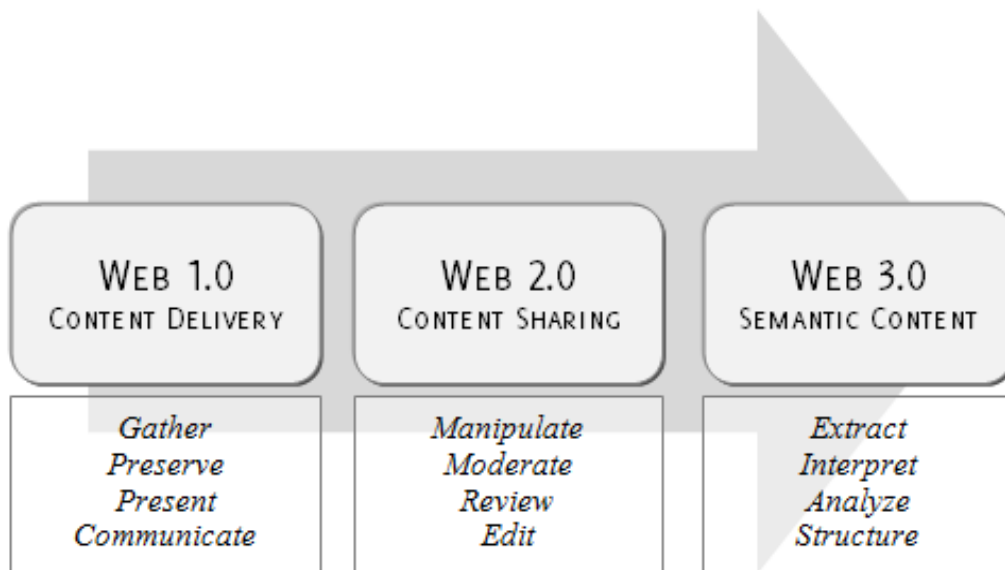 WEB 1.0
CONTENT DELIVERY
Gather
Preserve
Present
Communicate
WEB 2.0
CONTENT SHARING
Manipulate
Moderate
Review
Edit
WEB 3.0
SEMANTIC CONTENT
Extract
Interpret
Analyze
Structure